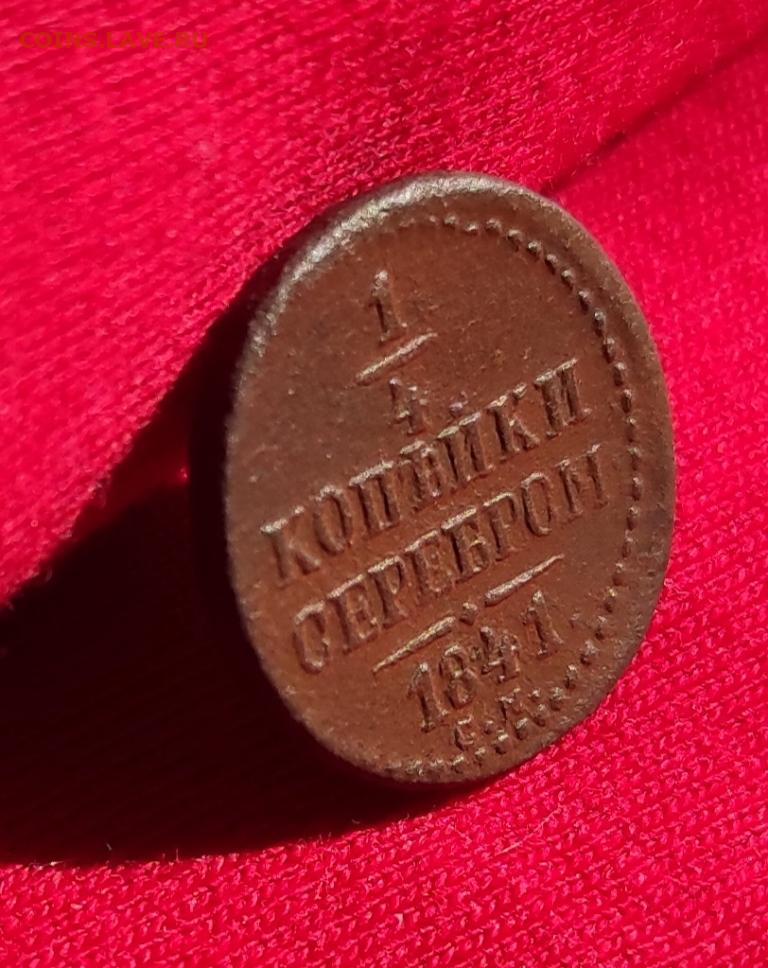 COINS.LAVE.RU
1
4
КОПѢЙКИ
СЕРЕБРОМ
1841